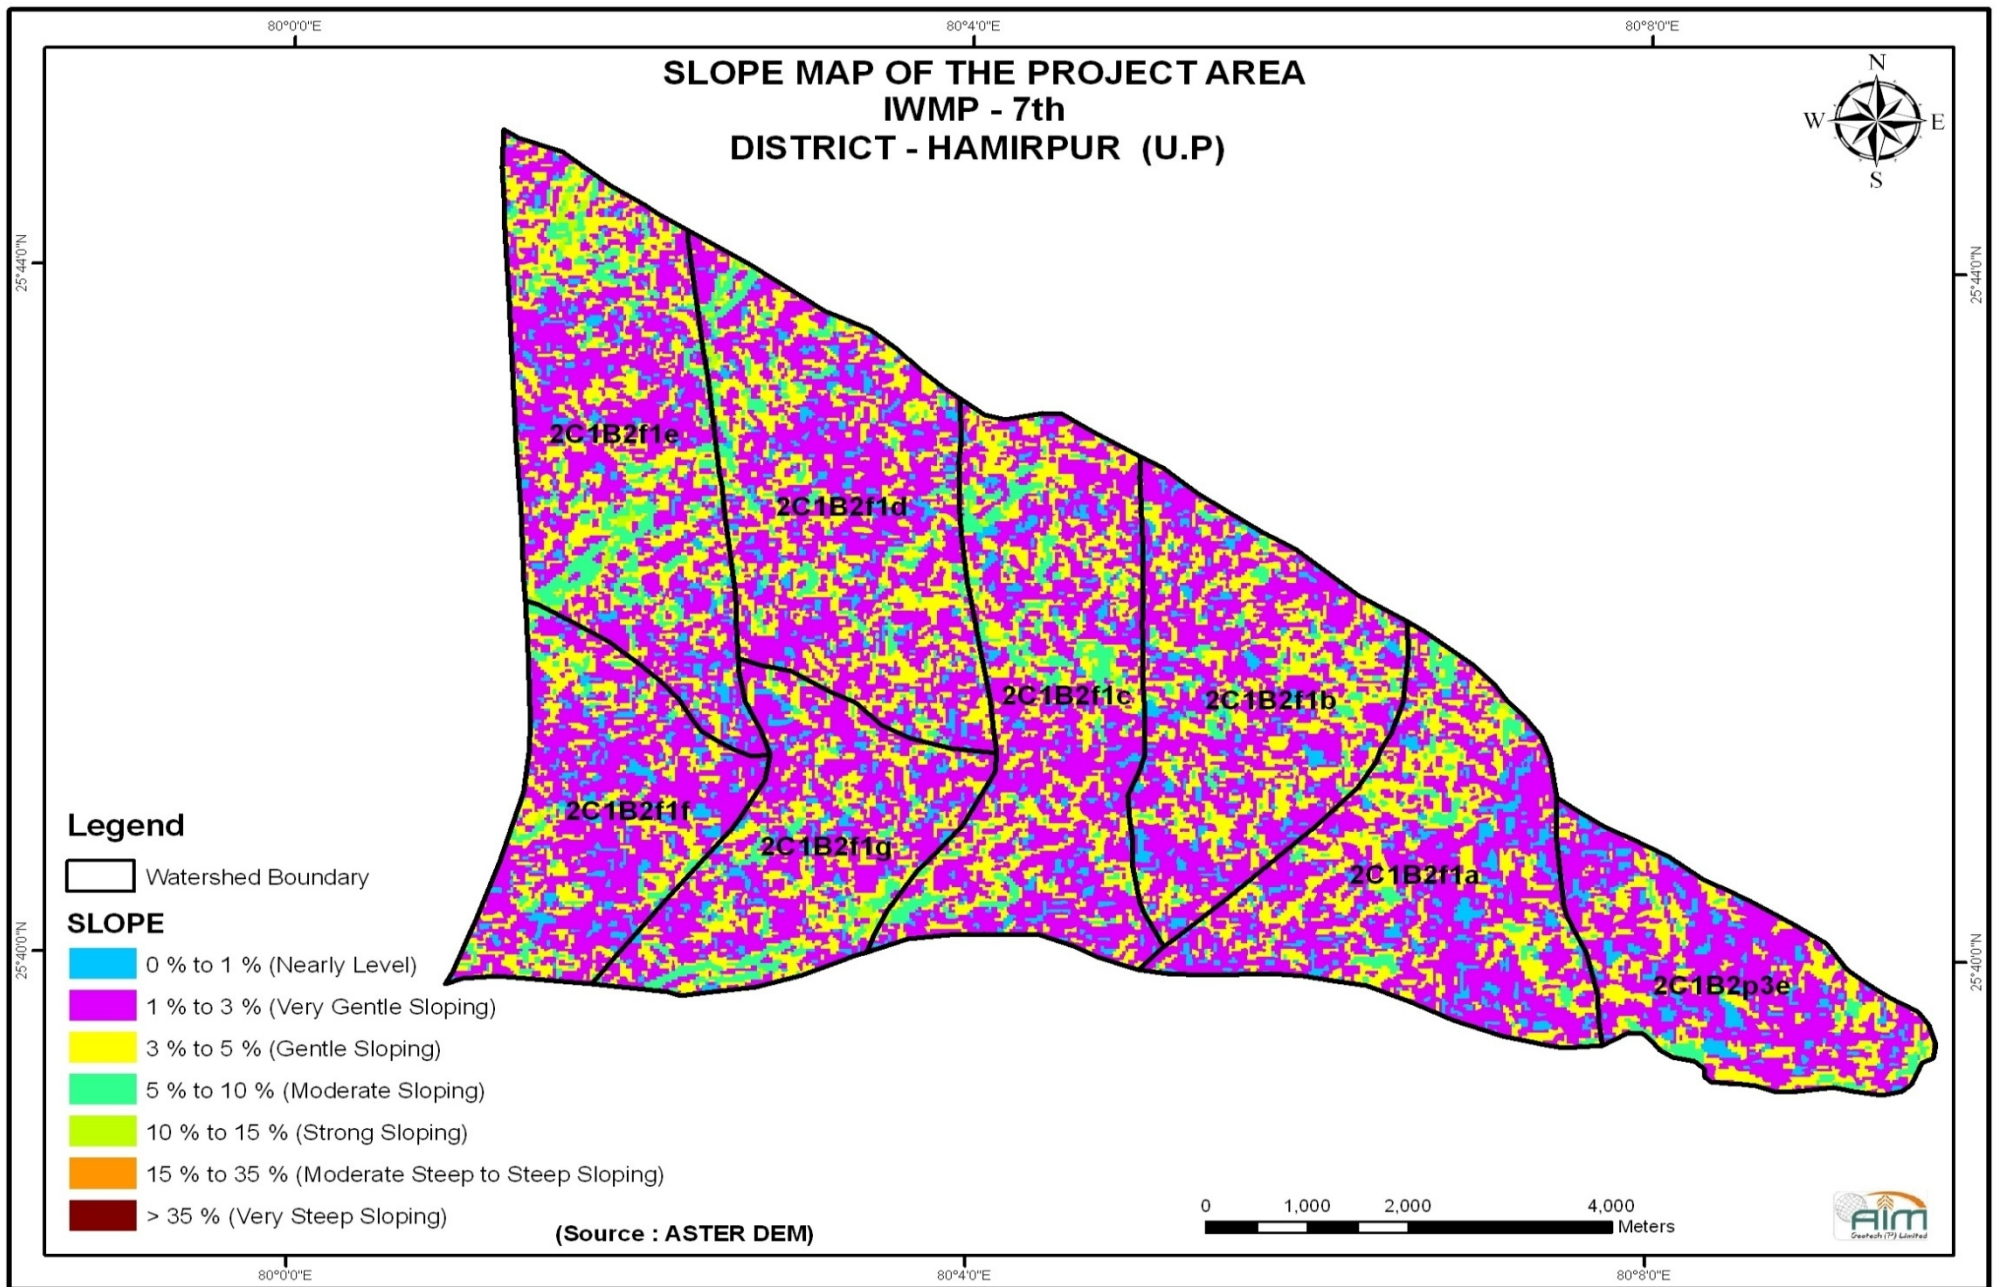 80°0'0"E
80°4'0"E
80°8'0"E
SLOPE MAP OF THE PROJECT AREA
IWMP - 7th
DISTRICT - HAMIRPUR (U.P)
N
W
E
S
25°44'0"N
25°44'0"N
2C1B2f1e
2C1B2f1d
2C1B2f1c
2C1B2f1b
2C1B2f1f
2C1B2f1g
2C1B2f1a
2C1B2p3e
25°40'0"N
25°40'0"N
Legend
Watershed Boundary
SLOPE
0 % to 1 % (Nearly Level)
1 % to 3 % (Very Gentle Sloping)
3 % to 5 % (Gentle Sloping)
5 % to 10 % (Moderate Sloping)
10 % to 15 % (Strong Sloping)
15 % to 35 % (Moderate Steep to Steep Sloping)
> 35 % (Very Steep Sloping)
(Source : ASTER DEM)
0 1,000 2,000 4,000
Meters
AIM
Geotech (P) Limited
80°0'0"E
80°4'0"E
80°8'0"E